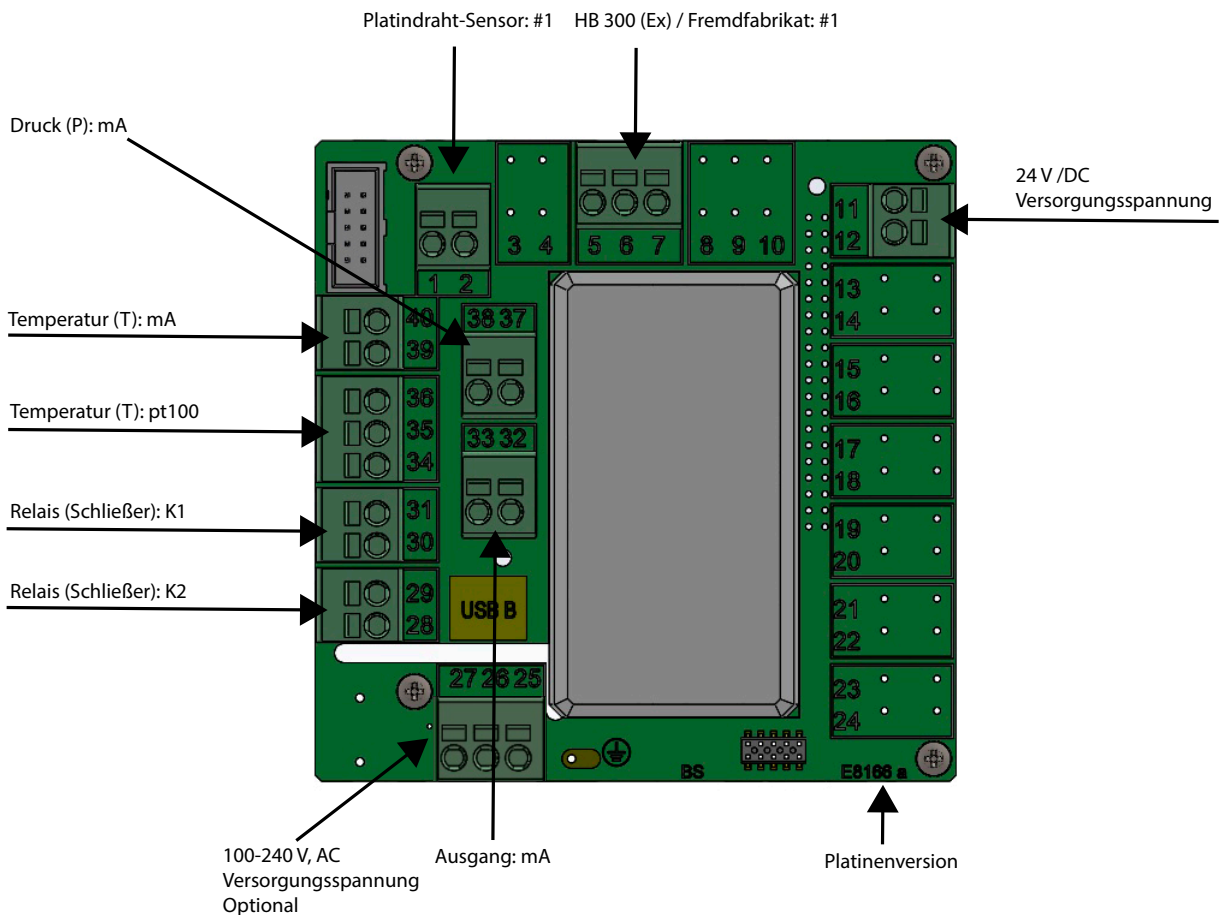 Platindraht-Sensor: #1
HB 300 (Ex) / Fremdfabrikat: #1
Druck (P): mA
24 V /DC
Versorgungsspannung
11
12
3 4
5 6 7
8 9 10
1 2
13
14
Temperatur (T): mA
40
39
38 37
15
16
Temperatur (T): pt100
36
35
34
33 32
17
18
Relais (Schließer): K1
31
30
19
20
Relais (Schließer): K2
29
28
USB B
21
22
27 26 25
23
24
BS
E8166 a
100-240 V, AC
Versorgungsspannung
Optional
Ausgang: mA
Platinenversion